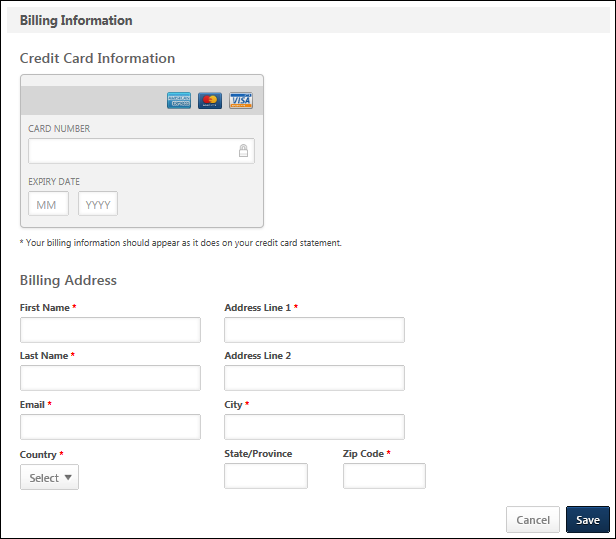 Billing Information
Credit Card Information
VISA
CARD NUMBER
EXPIRY DATE
MM YYYY
* Your billing information should appear as it does on your credit card statement.
Billing Address
First Name * Address Line 1 *
Last Name * Address Line 2
Email * City *
Country * State/Province Zip Code *
Select
Cancel Save